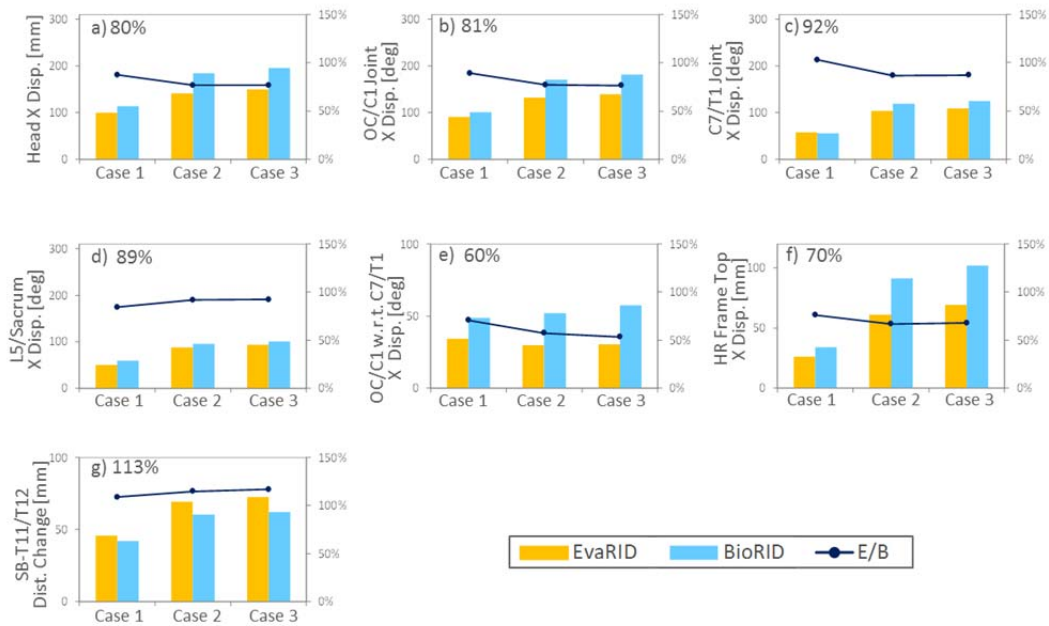 a) 80%
Head X Disp. [mm]
300
200
100
0
150%
100%
50%
0%
Case 1 Case 2 Case 3
b) 81%
OC/C1 Joint
X Disp. [deg]
300
200
100
0
150%
100%
50%
0%
Case 1 Case 2 Case 3
c) 92%
C7/T1 Joint
X Disp. [deg]
300
200
100
0
150%
100%
50%
0%
Case 1 Case 2 Case 3
d) 89%
L5/Sacrum
X Disp. [deg]
300
200
100
0
150%
100%
50%
0%
Case 1 Case 2 Case 3
e) 60%
OC/C1 w.r.t. C7/T1
X Disp. [deg]
100
50
0
150%
100%
50%
0%
Case 1 Case 2 Case 3
f) 70%
HR Frame Top
X Disp. [mm]
100
50
0
150%
100%
50%
0%
Case 1 Case 2 Case 3
g) 113%
SB-T11/T12
Dist. Change [mm]
100
50
0
150%
100%
50%
0%
Case 1 Case 2 Case 3
EvaRID BioRID E/B